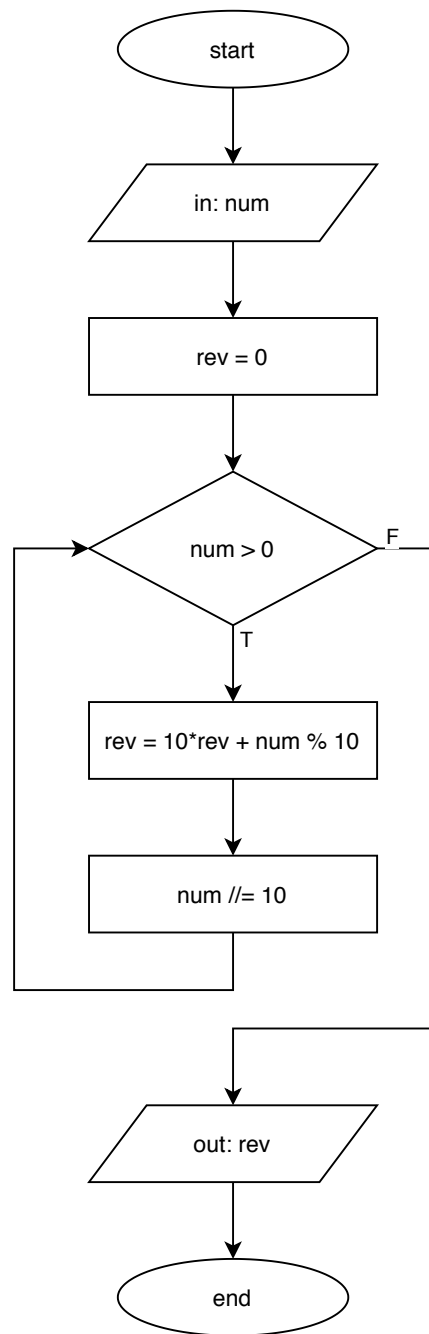 start
in: num
rev = 0
num > 0
F
T
rev = 10*rev + num % 10
num //= 10
out: rev
end